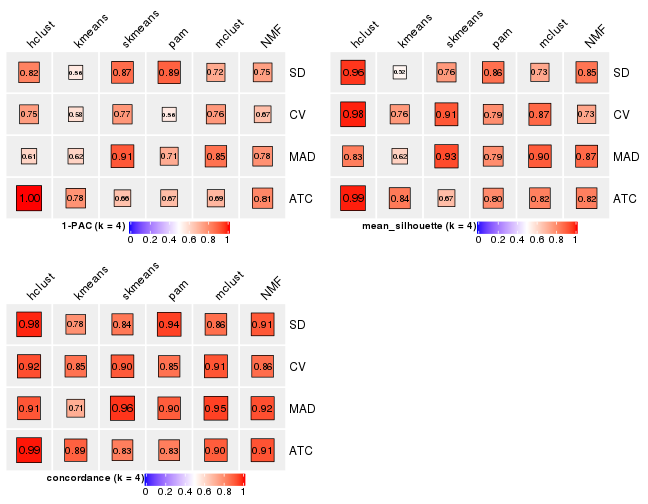 hclust kmeans skmeans pam mclust NMF
0.82 0.56 0.87 0.89 0.72 0.75 SD
0.75 0.58 0.77 0.56 0.76 0.67 CV
0.61 0.62 0.91 0.71 0.85 0.78 MAD
1.00 0.78 0.66 0.67 0.69 0.81 ATC
1-PAC (k = 4)
0 0.2 0.4 0.6 0.8 1
hclust kmeans skmeans pam mclust NMF
0.96 0.76 0.86 0.73 0.85 SD
0.98 0.76 0.91 0.79 0.87 0.73 CV
0.83 0.62 0.93 0.79 0.90 0.87 MAD
0.99 0.84 0.67 0.80 0.82 0.82 ATC
mean_silhouette (k = 4)
0 0.2 0.4 0.6 0.8 1
hclust kmeans skmeans pam mclust NMF
0.98 0.78 0.84 0.94 0.86 0.91 SD
0.92 0.85 0.90 0.85 0.91 0.86 CV
0.91 0.71 0.96 0.90 0.95 0.92 MAD
0.99 0.89 0.83 0.83 0.90 0.91 ATC
concordance (k = 4)
0 0.2 0.4 0.6 0.8 1